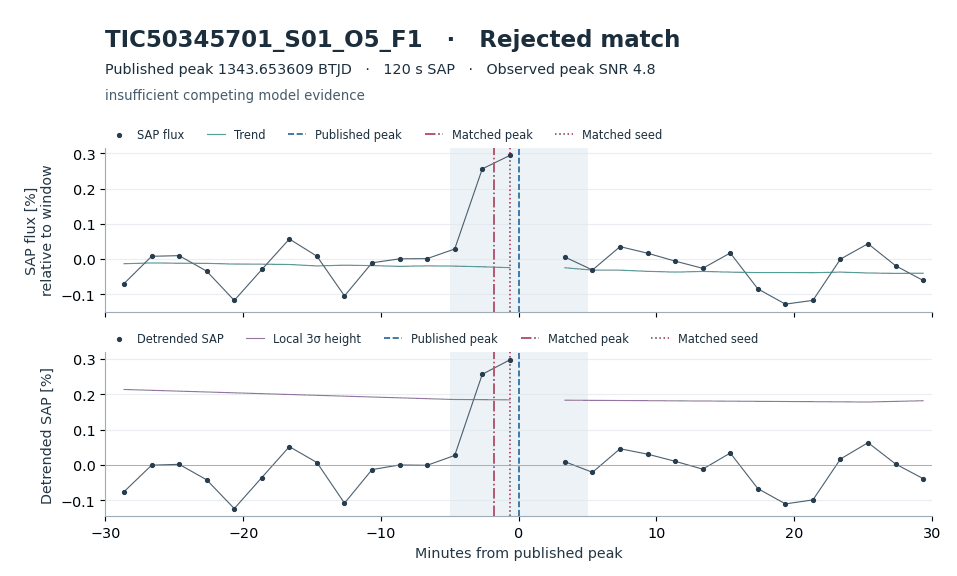 TIC50345701_S01_O5_F1 · Rejected match
Published peak 1343.653609 BTJD · 120 s SAP · Observed peak SNR 4.8
insufficient competing model evidence
SAP flux Trend Published peak Matched peak Matched seed
SAP flux [%]
relative to window
0.3
0.2
0.1
0.0
−0.1
Detrended SAP Local 3σ height Published peak Matched peak Matched seed
Detrended SAP [%]
0.3
0.2
0.1
0.0
−0.1
−30 −20 −10 0 10 20 30
Minutes from published peak